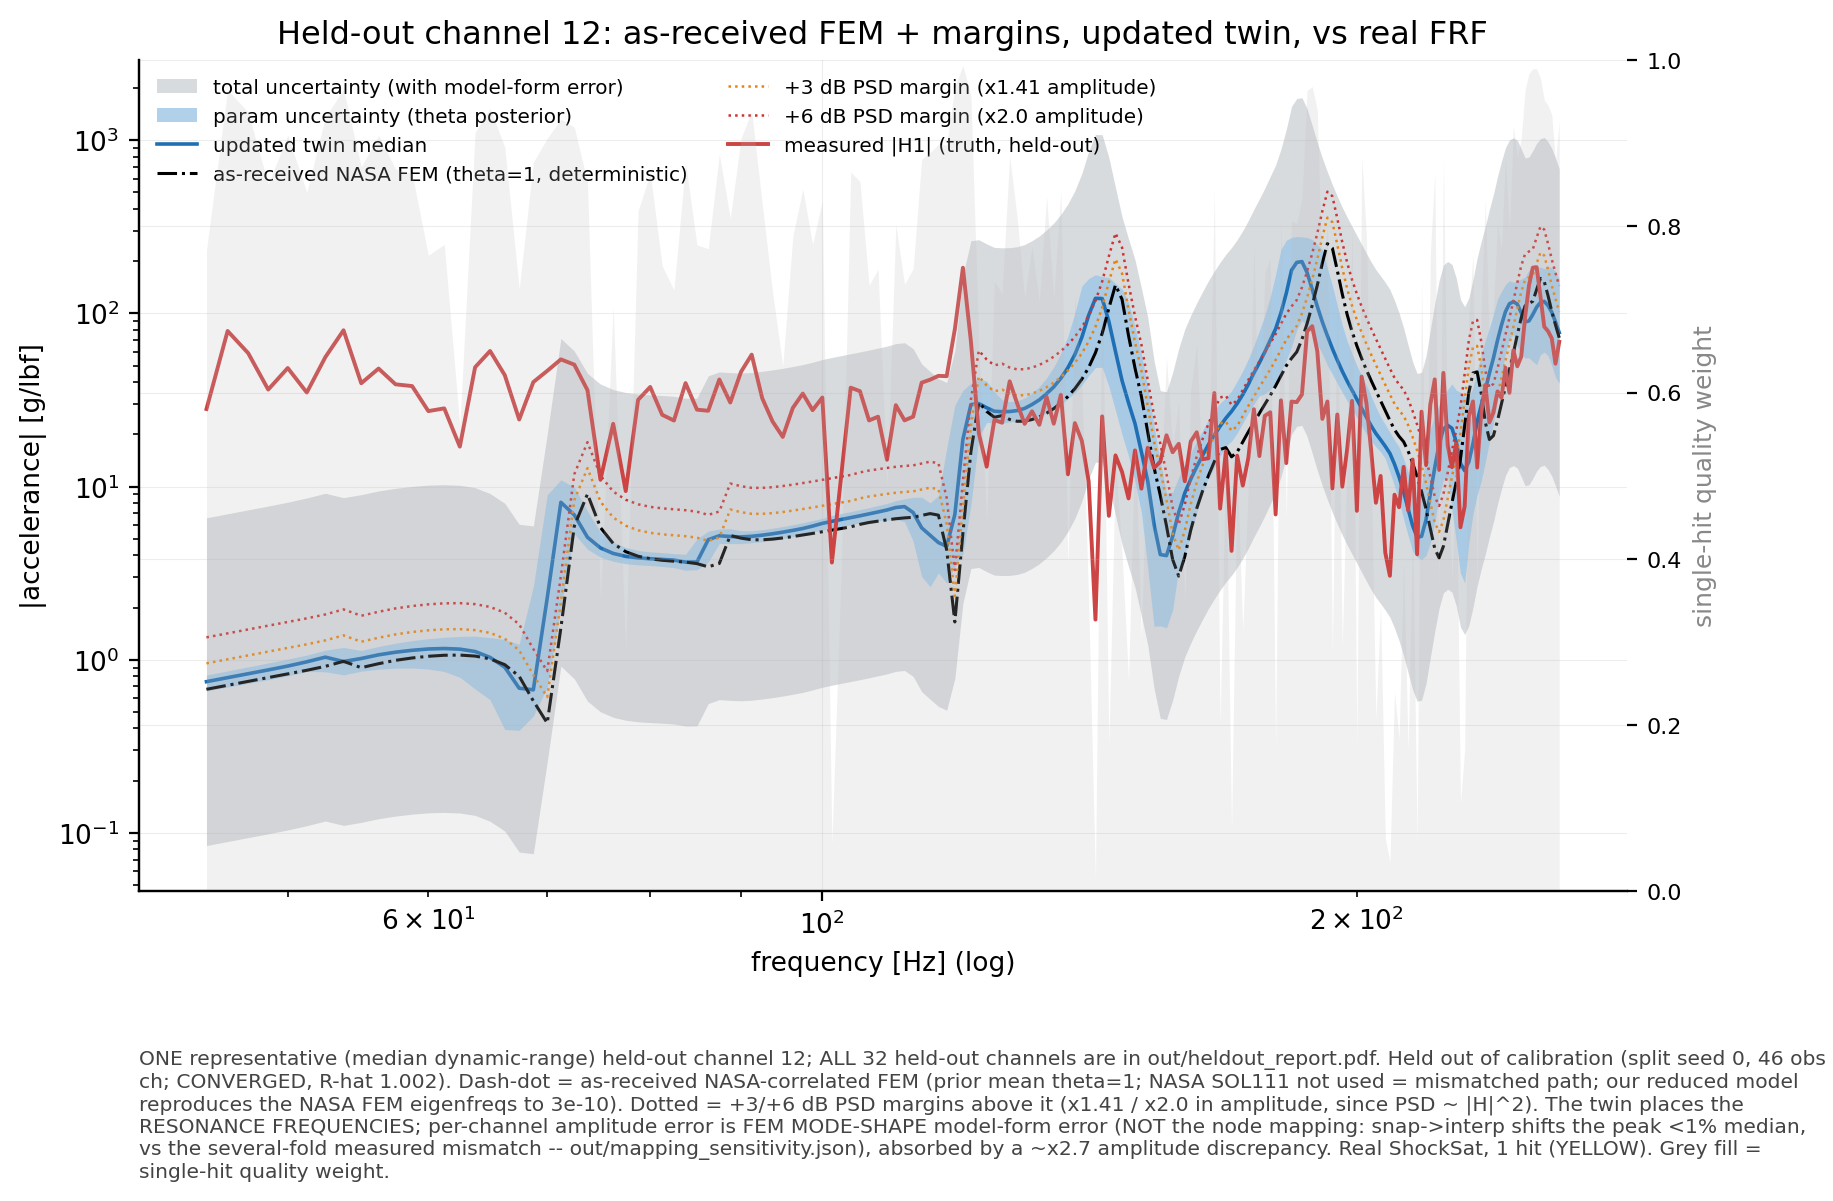 Held-out channel 12: as-received FEM + margins, updated twin, vs real FRF
total uncertainty (with model-form error)
param uncertainty (theta posterior)
updated twin median
as-received NASA FEM (theta=1, deterministic)
+3 dB PSD margin (x1.41 amplitude)
+6 dB PSD margin (x2.0 amplitude)
measured |H1| (truth, held-out)
|accelerance| [g/lbf]
10³
10²
10¹
10⁰
10⁻¹
1.0
0.8
0.6
0.4
0.2
0.0
single-hit quality weight
6 × 10¹
10²
2 × 10²
frequency [Hz] (log)
ONE representative (median dynamic-range) held-out channel 12; ALL 32 held-out channels are in out/heldout_report.pdf. Held out of calibration (split seed 0, 46 obs
ch; CONVERGED, R-hat 1.002). Dash-dot = as-received NASA-correlated FEM (prior mean theta=1; NASA SOL111 not used = mismatched path; our reduced model
reproduces the NASA FEM eigenfreqs to 3e-10). Dotted = +3/+6 dB PSD margins above it (x1.41 / x2.0 in amplitude, since PSD ~ |H|^2). The twin places the
RESONANCE FREQUENCIES; per-channel amplitude error is FEM MODE-SHAPE model-form error (NOT the node mapping: snap->interp shifts the peak <1% median,
vs the several-fold measured mismatch -- out/mapping_sensitivity.json), absorbed by a ~x2.7 amplitude discrepancy. Real ShockSat, 1 hit (YELLOW). Grey fill =
single-hit quality weight.